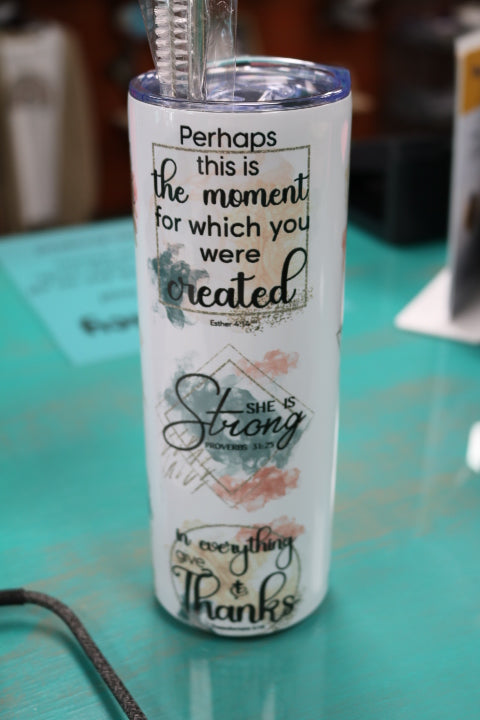 Perhaps
this is
the moment
for which you
were
created
Esther 4:14
SHE IS
Strong
PROVERBS 31:25
in everything
give
Thanks